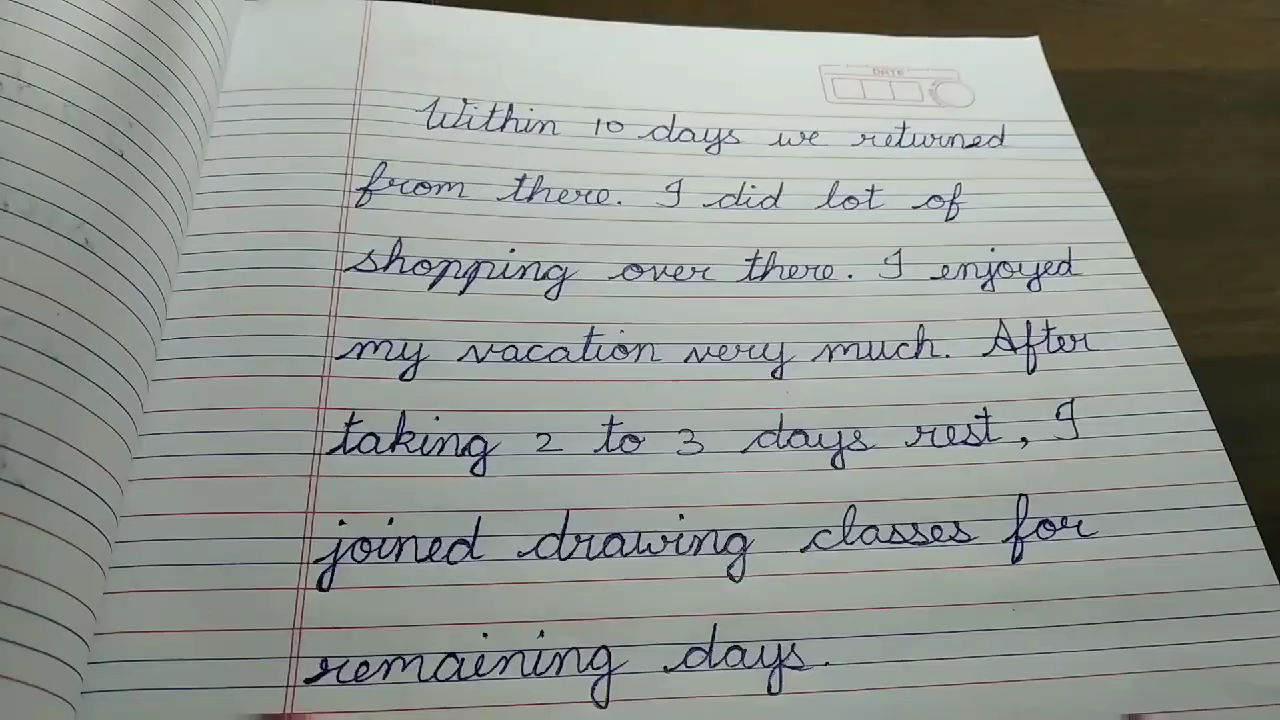 DATE
Within 10 days we returned
from there. I did lot of
shopping over there. I enjoyed
my vacation very much. After
taking 2 to 3 days rest, I
joined drawing classes for
remaining days.